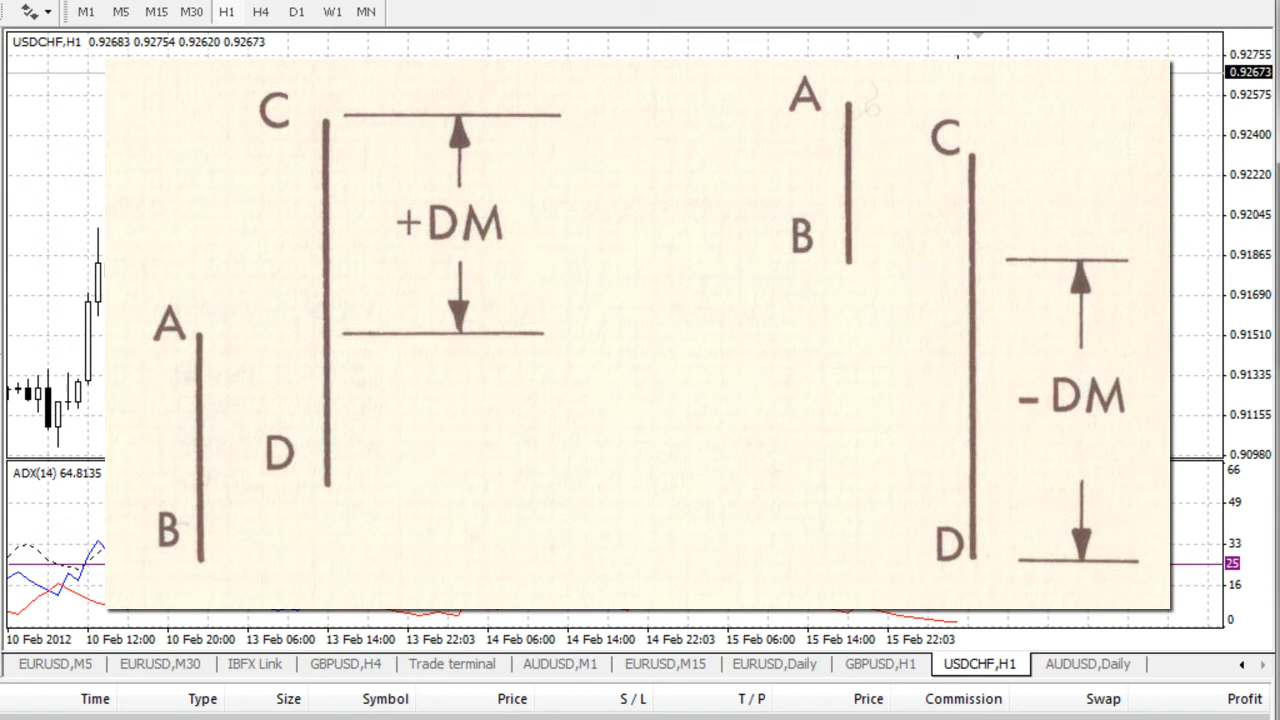 M1 M5 M15 M30 H1 H4 D1 W1 MN
USDCHF,H1 0.92683 0.92754 0.92620 0.92673
0.92755
0.92673
0.92575
0.92400
0.92220
0.92045
0.91865
0.91690
0.91510
0.91335
0.91155
0.90980
C
+DM
A
D
B
A
C
B
- DM
D
ADX(14) 64.8135
66
49
33
25
16
0
10 Feb 2012 10 Feb 12:00 10 Feb 20:00 13 Feb 06:00 13 Feb 14:00 13 Feb 22:03 14 Feb 06:00 14 Feb 14:00 14 Feb 22:03 15 Feb 06:00 15 Feb 14:00 15 Feb 22:03
EURUSD,M5 EURUSD,M30 IBFX Link GBPUSD,H4 Trade terminal AUDUSD,M1 EURUSD,M15 EURUSD,Daily GBPUSD,H1 USDCHF,H1 AUDUSD,Daily
Time Type Size Symbol Price S / L T / P Price Commission Swap Profit